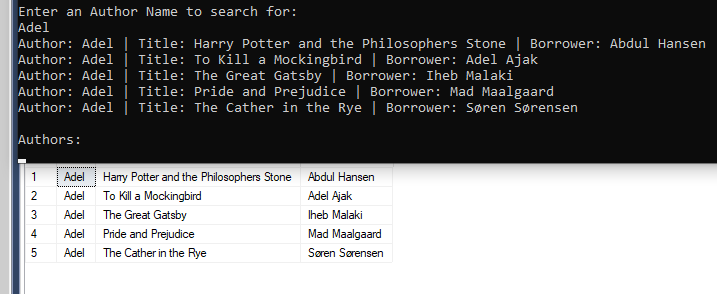 Enter an Author Name to search for:
Adel
Author: Adel | Title: Harry Potter and the Philosophers Stone | Borrower: Abdul Hansen
Author: Adel | Title: To Kill a Mockingbird | Borrower: Adel Ajak
Author: Adel | Title: The Great Gatsby | Borrower: Iheb Malaki
Author: Adel | Title: Pride and Prejudice | Borrower: Mad Maalgaard
Author: Adel | Title: The Cather in the Rye | Borrower: Søren Sørensen
Authors:
1 Adel Harry Potter and the Philosophers Stone Abdul Hansen
2 Adel To Kill a Mockingbird Adel Ajak
3 Adel The Great Gatsby Iheb Malaki
4 Adel Pride and Prejudice Mad Maalgaard
5 Adel The Cather in the Rye Søren Sørensen